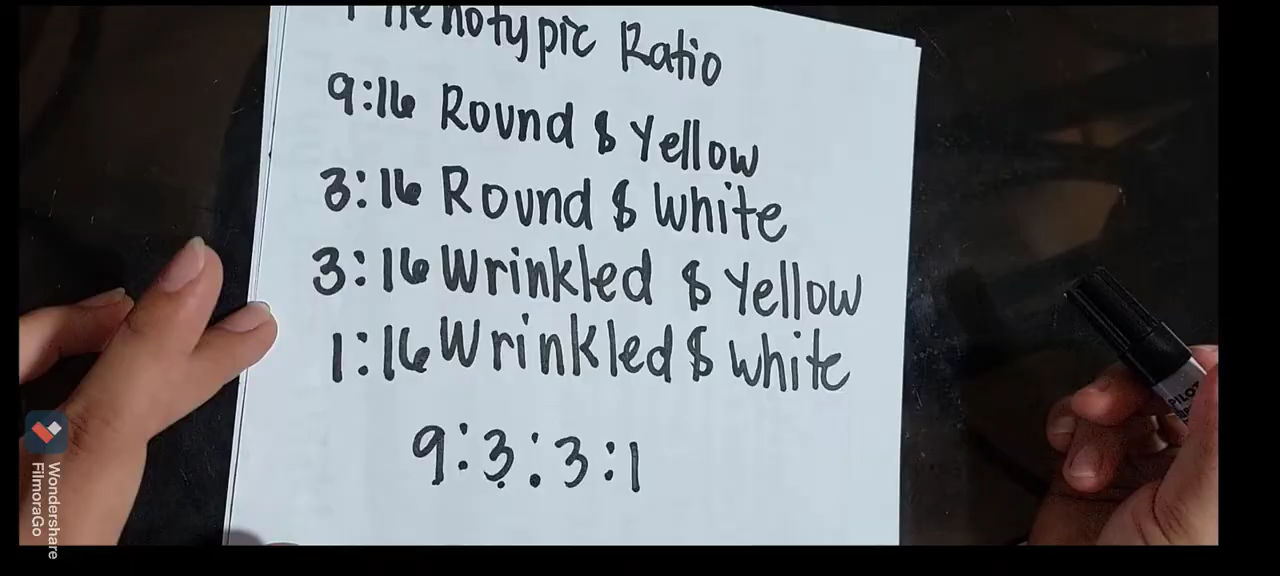 Phenotypic Ratio
9:16 Round & Yellow
3:16 Round & White
3:16 Wrinkled & Yellow
1:16 Wrinkled & white
9:3:3:1
PILOT
Wondershare
FilmoraGo